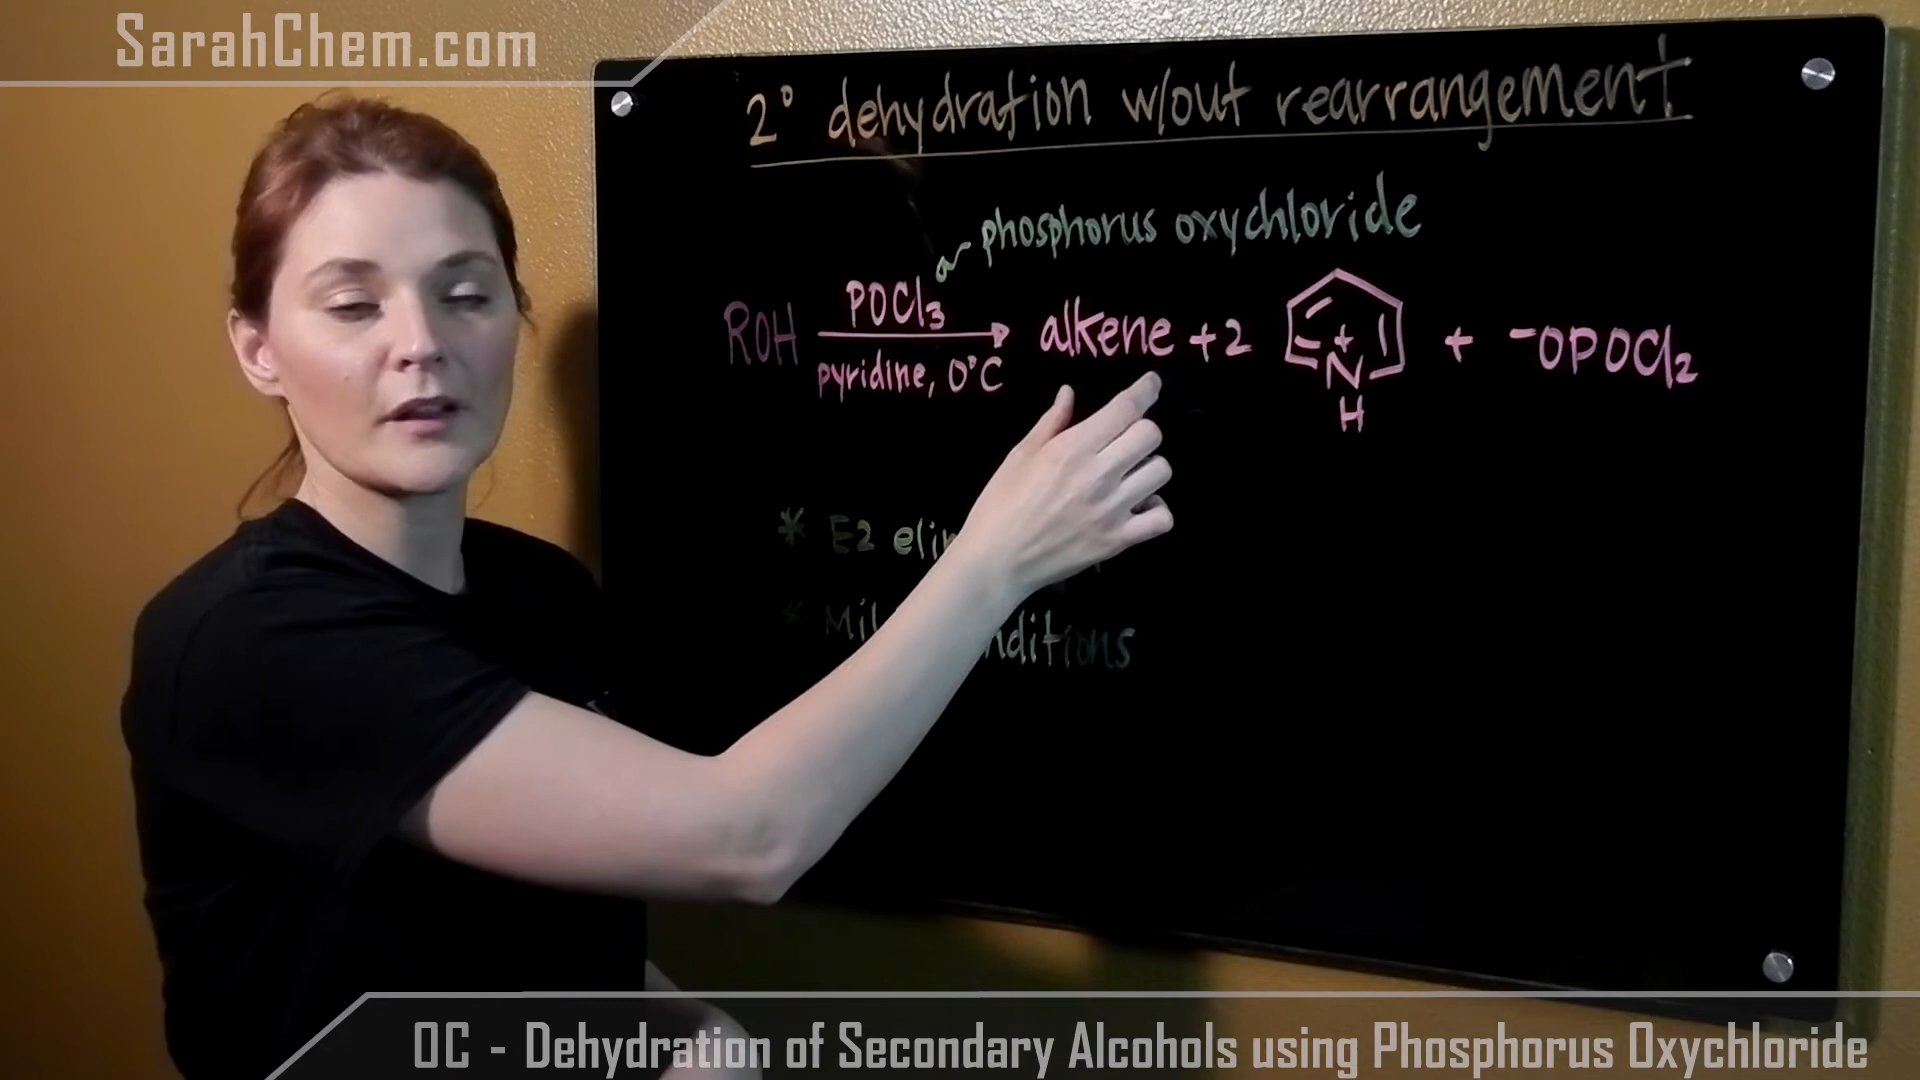 SarahChem.com
2° dehydration w/out rearrangement
phosphorus oxychloride
ROH POCl₃ alkene + 2 N + H + ⁻OPOCl₂
pyridine, 0°C
* E2
* conditions
OC - Dehydration of Secondary Alcohols using Phosphorus Oxychloride